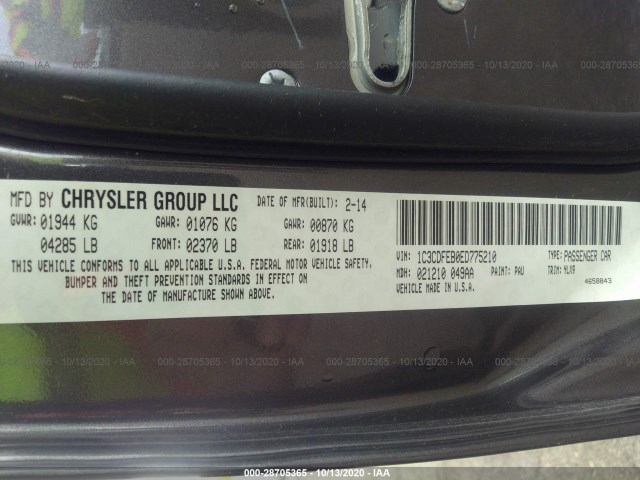 000-28705365 - 10/13/2020 - IAA
MFD BY CHRYSLER GROUP LLC
DATE OF MFR(BUILT): 2-14
GVWR: 01944 KG
GAWR: 01076 KG
GAWR: 00870 KG
04285 LB
FRONT: 02370 LB
REAR: 01918 LB
THIS VEHICLE CONFORMS TO ALL APPLICABLE U.S.A. FEDERAL MOTOR VEHICLE SAFETY,
BUMPER AND THEFT PREVENTION STANDARDS IN EFFECT ON
THE DATE OF MANUFACTURE SHOWN ABOVE.
VIN: 1C3CDFEB0ED775210
TYPE: PASSENGER CAR
MDH: 021210 049AA
PAINT: PAU
TRIM: VLX9
VEHICLE MADE IN U.S.A.
4658843
000-28705365 - 10/13/2020 - IAA